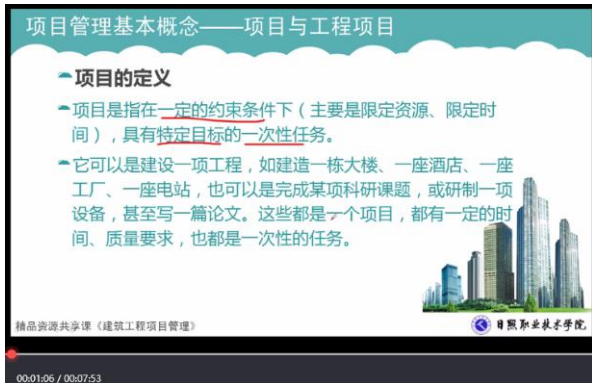 项目管理基本概念——项目与工程项目
项目的定义
项目是指在一定的约束条件下（主要是限定资源、限定时
间），具有特定目标的一次性任务。
它可以是建设一项工程，如建造一栋大楼、一座酒店、一座
工厂、一座电站，也可以是完成某项科研课题，或研制一项
设备，甚至写一篇论文。这些都是一个项目，都有一定的时
间、质量要求，也都是一次性的任务。
精品资源共享课《建筑工程项目管理》
日照职业技术学院
00:01:06 / 00:07:53